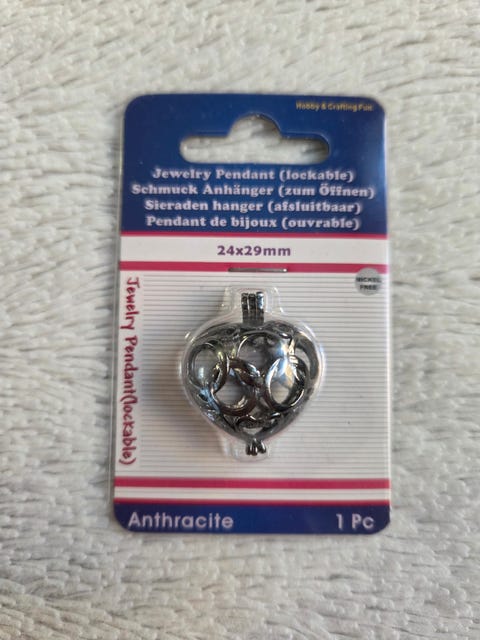 Hobby & Crafting Fun
Jewelry Pendant (lockable)
Schmuck Anhänger (zum Öffnen)
Sieraden hanger (afsluitbaar)
Pendant de bijoux (ouvrable)
24x29mm
NICKEL
FREE
Jewelry Pendant(lockable)
Anthracite
1 Pc